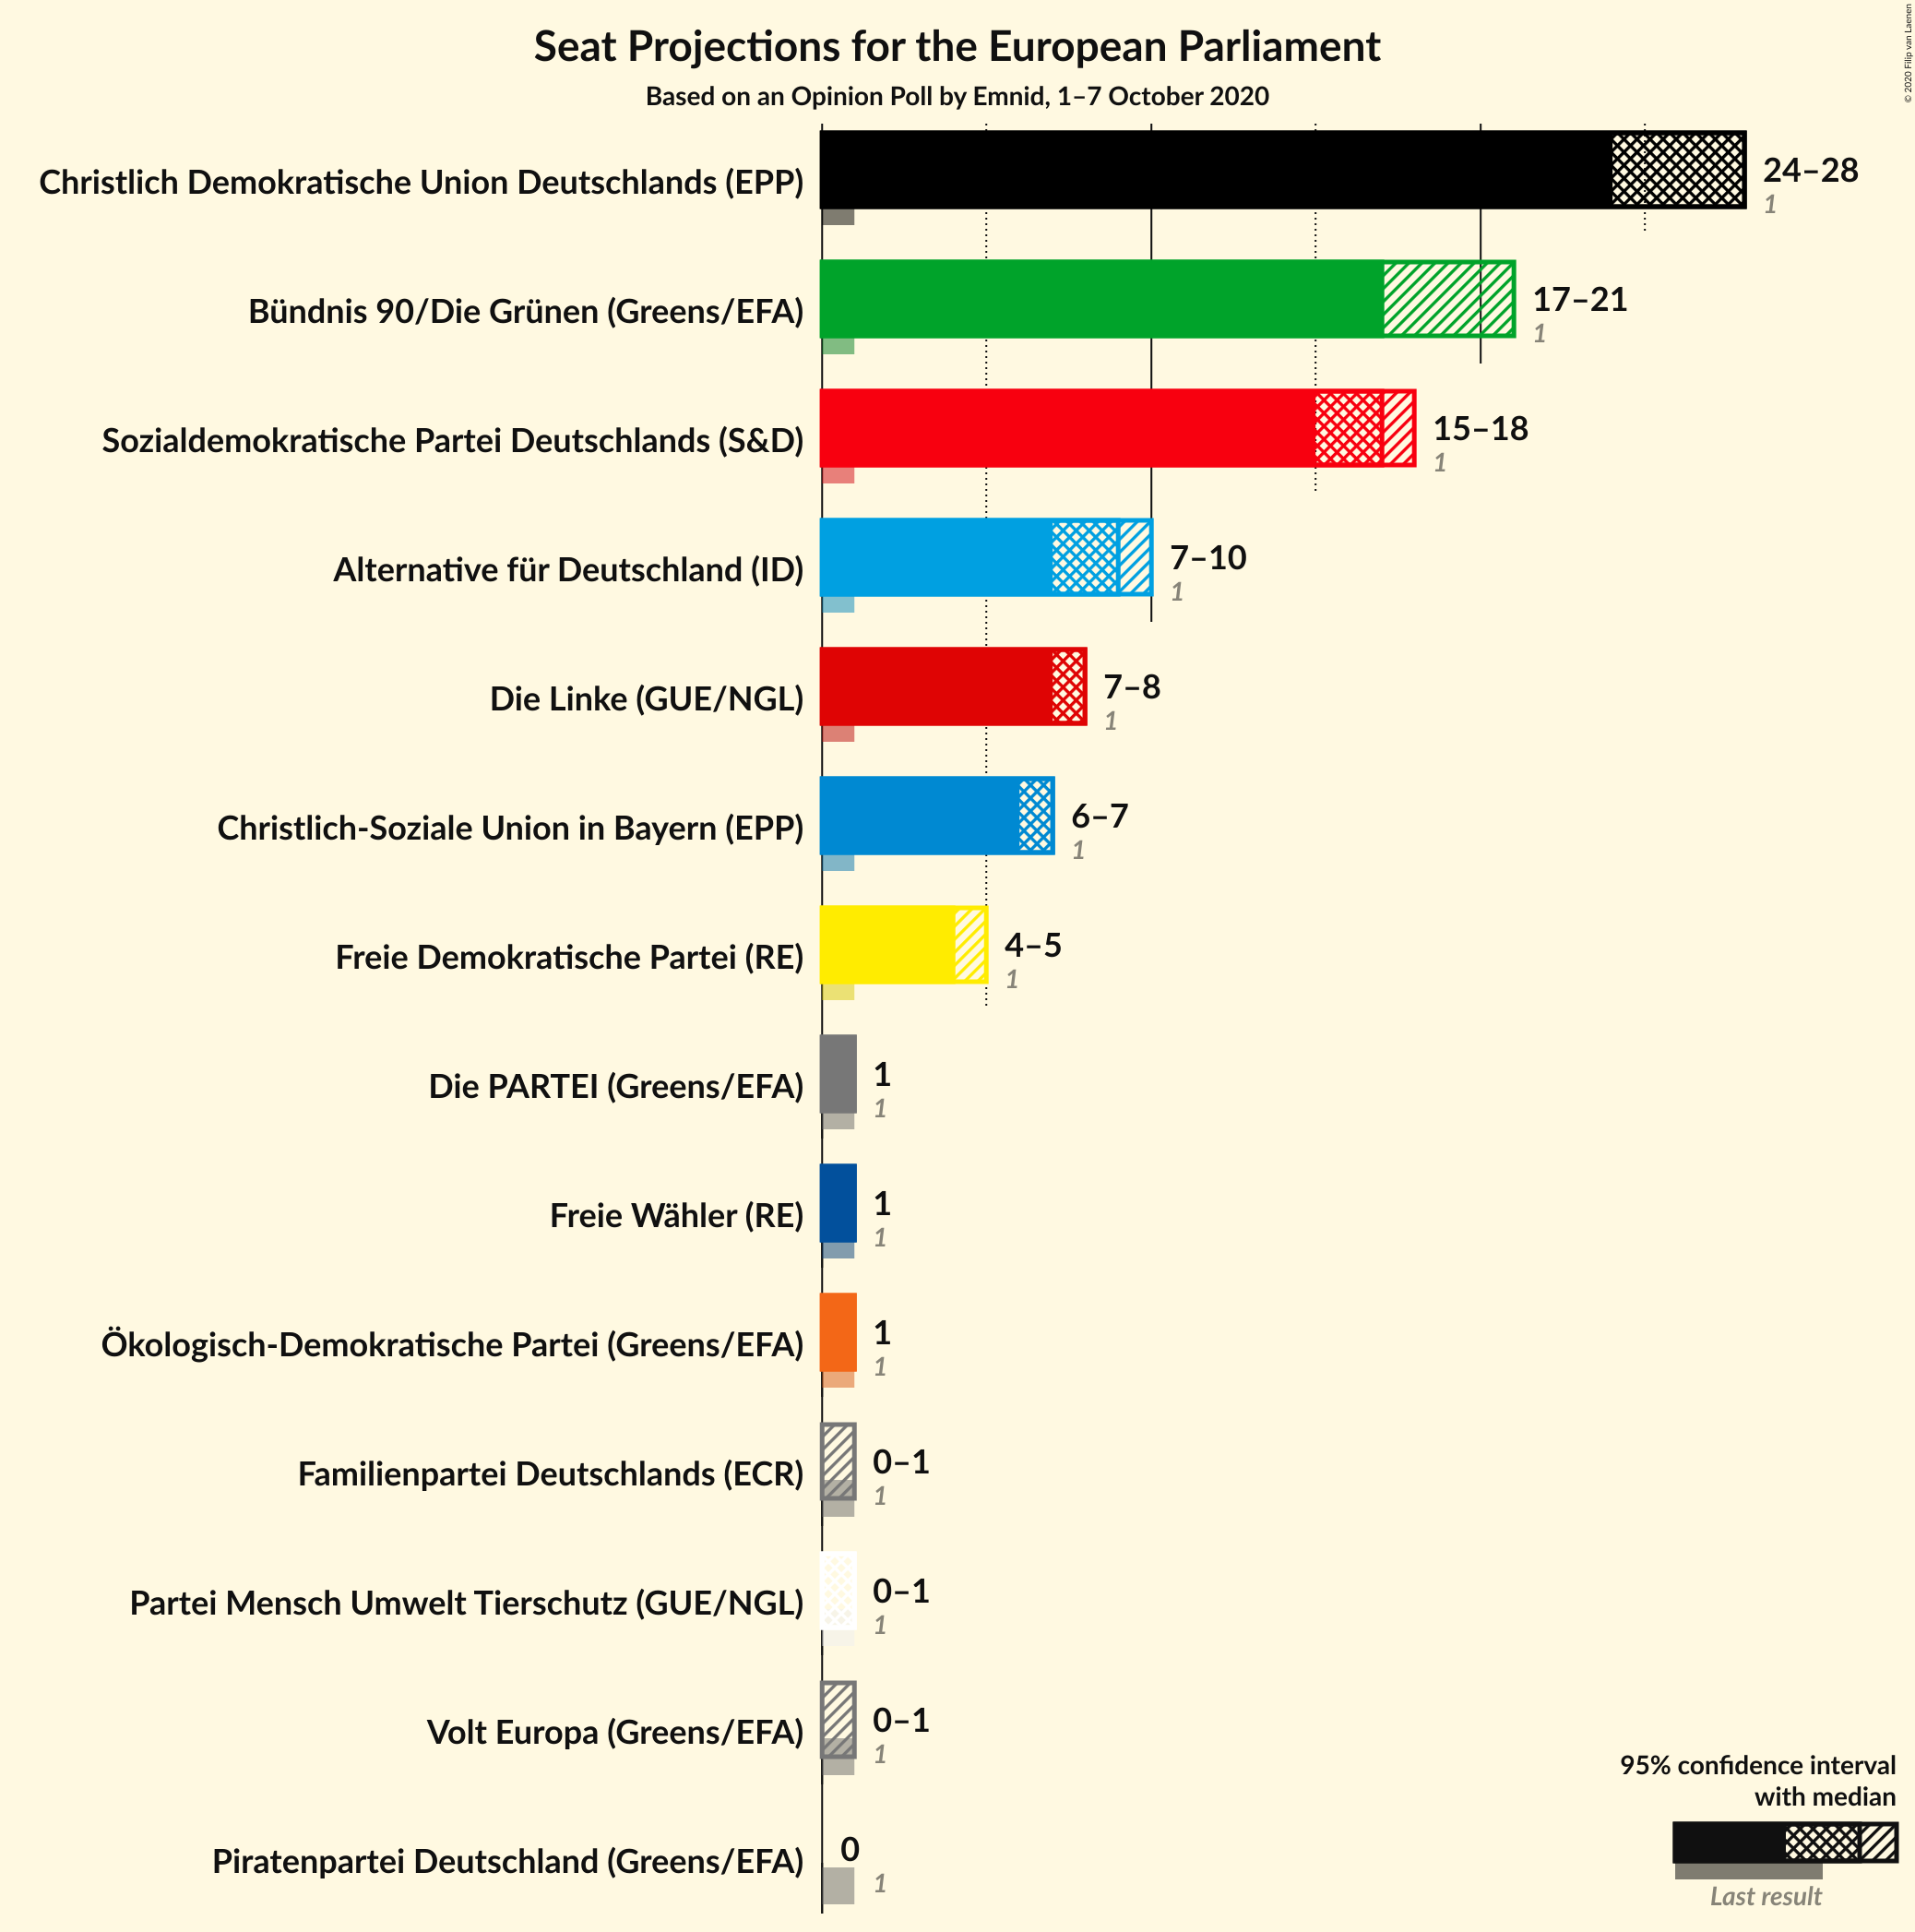 Seat Projections for the European Parliament
Based on an Opinion Poll by Emnid, 1–7 October 2020
© 2020 Filip van Laenen
Christlich Demokratische Union Deutschlands (EPP)
24–28
1
Bündnis 90/Die Grünen (Greens/EFA)
17–21
1
Sozialdemokratische Partei Deutschlands (S&D)
15–18
1
Alternative für Deutschland (ID)
7–10
1
Die Linke (GUE/NGL)
7–8
1
Christlich-Soziale Union in Bayern (EPP)
6–7
1
Freie Demokratische Partei (RE)
4–5
1
Die PARTEI (Greens/EFA)
1
1
Freie Wähler (RE)
1
1
Ökologisch-Demokratische Partei (Greens/EFA)
1
1
Familienpartei Deutschlands (ECR)
0–1
1
Partei Mensch Umwelt Tierschutz (GUE/NGL)
0–1
1
Volt Europa (Greens/EFA)
0–1
1
Piratenpartei Deutschland (Greens/EFA)
0
1
95% confidence interval
with median
Last result